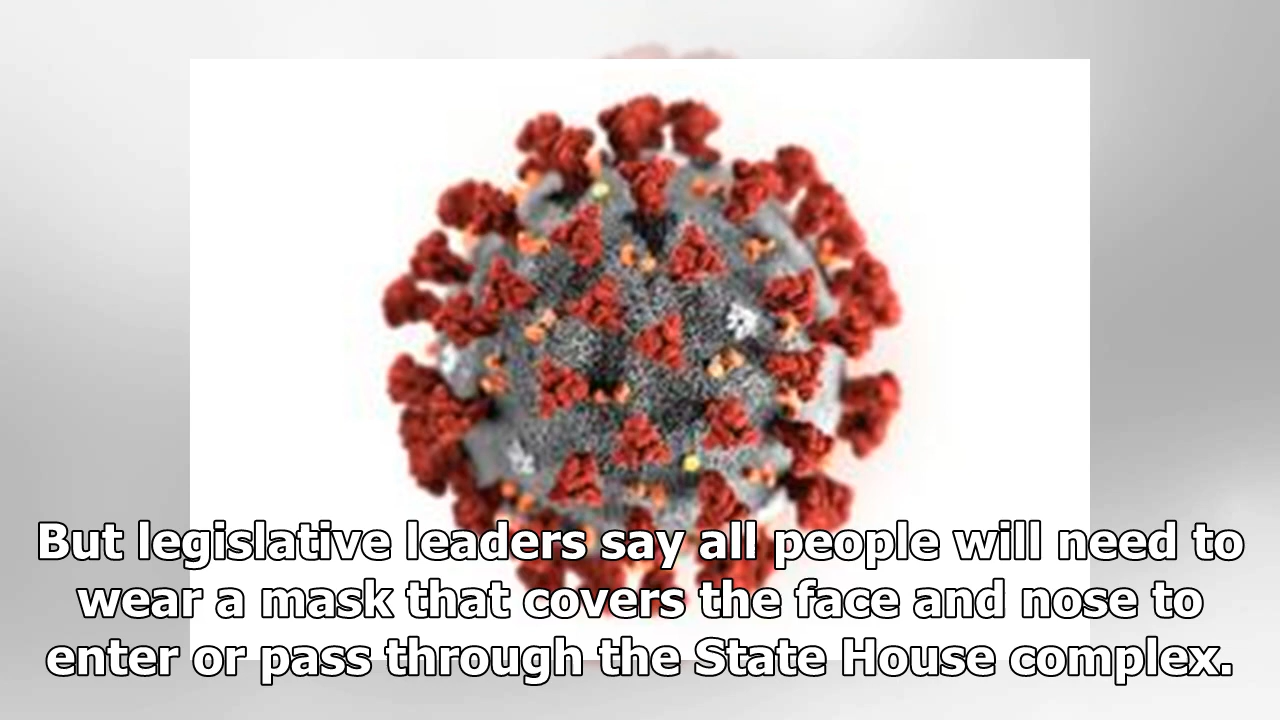 But legislative leaders say all people will need to
wear a mask that covers the face and nose to
enter or pass through the State House complex.